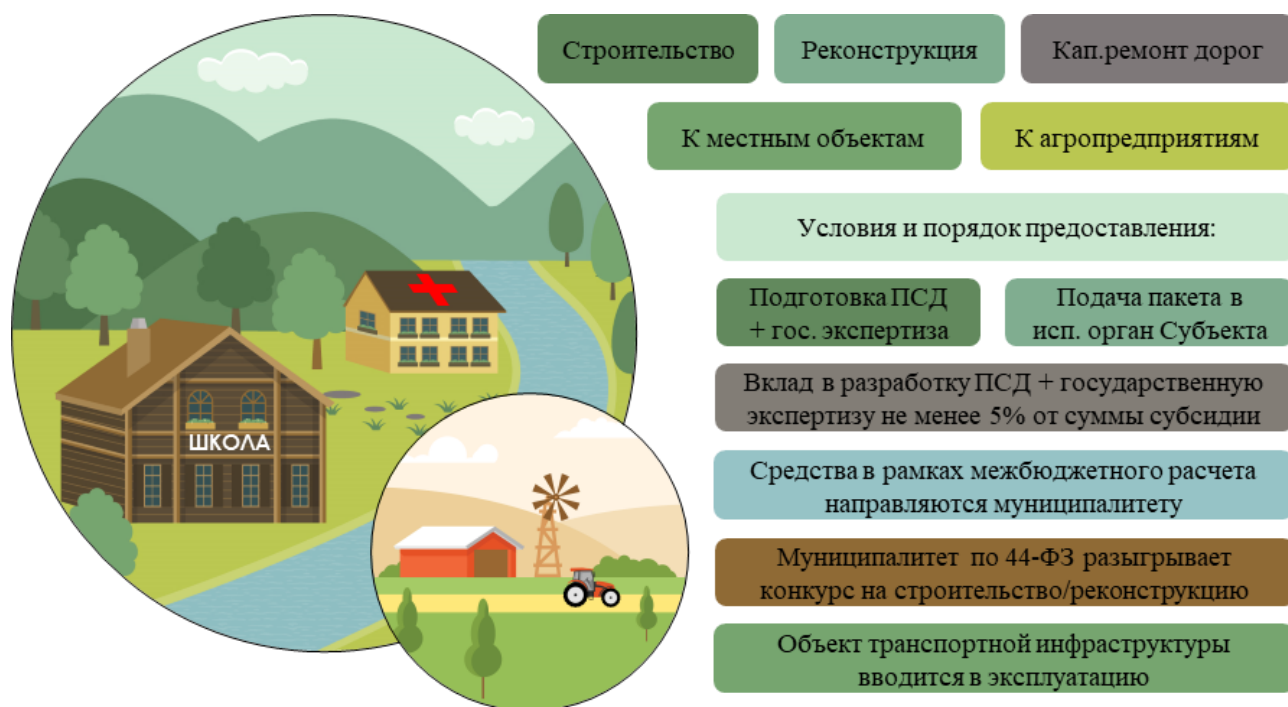 Строительство
Реконструкция
Кап.ремонт дорог
К местным объектам
К агропредприятиям
Условия и порядок предоставления:
Подготовка ПСД
+ гос. экспертиза
Подача пакета в
исп. орган Субъекта
Вклад в разработку ПСД + государственную
экспертизу не менее 5% от суммы субсидии
Средства в рамках межбюджетного расчета
направляются муниципалитету
Муниципалитет по 44-ФЗ разыгрывает
конкурс на строительство/реконструкцию
Объект транспортной инфраструктуры
вводится в эксплуатацию
ШКОЛА